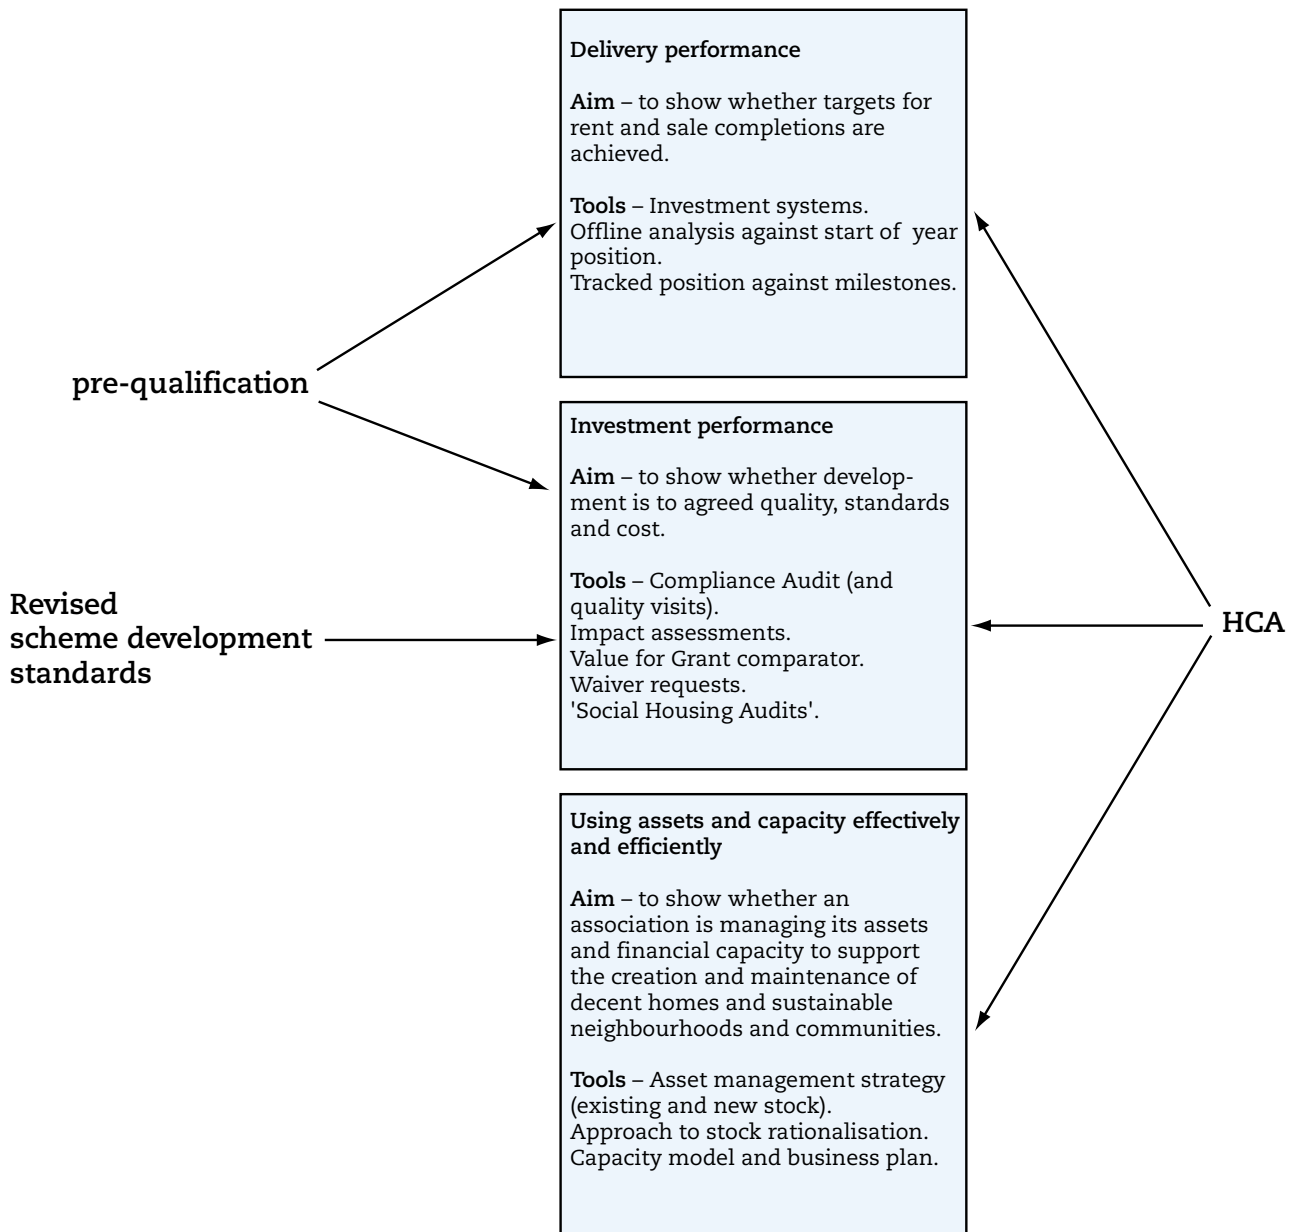 Delivery performance
Aim – to show whether targets for
rent and sale completions are
achieved.
Tools – Investment systems.
Offline analysis against start of  year
position.
Tracked position against milestones.
pre-qualification
Investment performance
Aim – to show whether develop-
ment is to agreed quality, standards
and cost.
Tools – Compliance Audit (and
quality visits).
Impact assessments.
Value for Grant comparator.
Waiver requests.
'Social Housing Audits'.
Revised
scheme development
standards
HCA
Using assets and capacity effectively
and efficiently
Aim – to show whether an
association is managing its assets
and financial capacity to support
the creation and maintenance of
decent homes and sustainable
neighbourhoods and communities.
Tools – Asset management strategy
(existing and new stock).
Approach to stock rationalisation.
Capacity model and business plan.